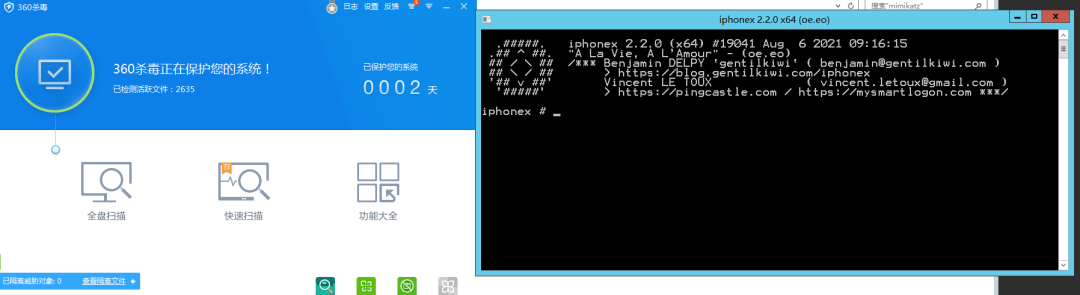 360杀毒
日志 设置 反馈
360杀毒正在保护您的系统！
已检测活跃文件：2635
已保护您的系统
0002 天
全盘扫描
快速扫描
功能大全
已隔离威胁对象: 0 查看隔离文件
搜索"mimikatz"
iphonex 2.2.0 x64 (oe.eo)
.#####. iphonex 2.2.0 (x64) #19041 Aug 6 2021 09:16:15
.## ^ ##. "A La Vie, A L'Amour" - (oe.eo)
## / \ ## /*** Benjamin DELPY `gentilkiwi` ( benjamin@gentilkiwi.com )
## \ / ## > https://blog.gentilkiwi.com/iphonex
'## v ##' Vincent LE TOUX ( vincent.letoux@gmail.com )
'#####' > https://pingcastle.com / https://mysmartlogon.com ***/
iphonex # _